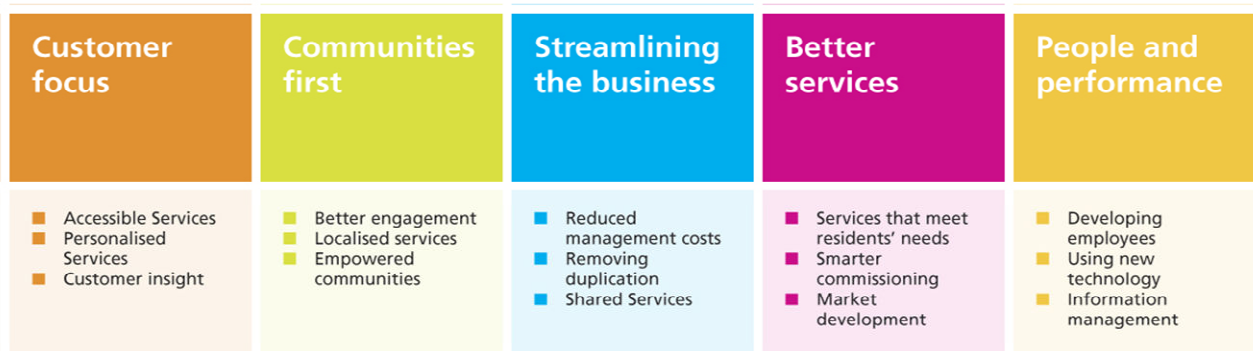 Customer
focus
Accessible Services
Personalised
Services
Customer insight
Communities
first
Better engagement
Localised services
Empowered
communities
Streamlining
the business
Reduced
management costs
Removing
duplication
Shared Services
Better
services
Services that meet
residents’ needs
Smarter
commissioning
Market
development
People and
performance
Developing
employees
Using new
technology
Information
management